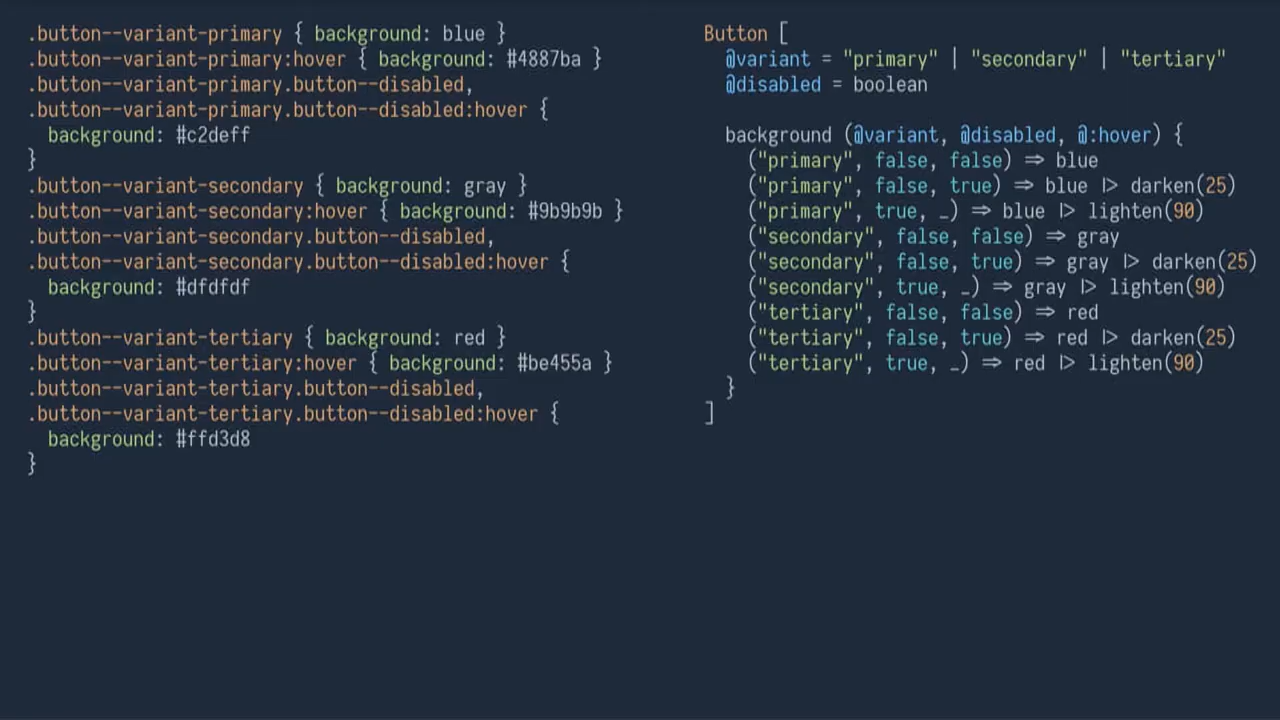 .button--variant-primary { background: blue }
.button--variant-primary:hover { background: #4887ba }
.button--variant-primary.button--disabled,
.button--variant-primary.button--disabled:hover {
  background: #c2deff
}
.button--variant-secondary { background: gray }
.button--variant-secondary:hover { background: #9b9b9b }
.button--variant-secondary.button--disabled,
.button--variant-secondary.button--disabled:hover {
  background: #dfdfdf
}
.button--variant-tertiary { background: red }
.button--variant-tertiary:hover { background: #be455a }
.button--variant-tertiary.button--disabled,
.button--variant-tertiary.button--disabled:hover {
  background: #ffd3d8
}
Button [
  @variant = "primary" | "secondary" | "tertiary"
  @disabled = boolean
  background (@variant, @disabled, @:hover) {
    ("primary", false, false) ⇒ blue
    ("primary", false, true) ⇒ blue |> darken(25)
    ("primary", true, _) ⇒ blue |> lighten(90)
    ("secondary", false, false) ⇒ gray
    ("secondary", false, true) ⇒ gray |> darken(25)
    ("secondary", true, _) ⇒ gray |> lighten(90)
    ("tertiary", false, false) ⇒ red
    ("tertiary", false, true) ⇒ red |> darken(25)
    ("tertiary", true, _) ⇒ red |> lighten(90)
  }
]